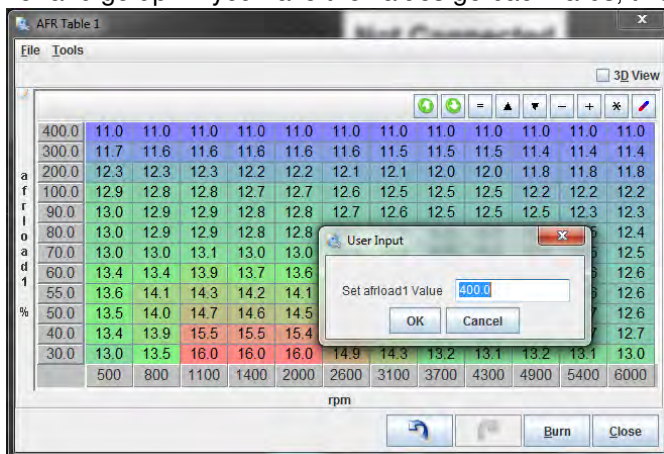 AFR Table 1
File Tools
3D View
= - + *
400.0 11.0 11.0 11.0 11.0 11.0 11.0 11.0 11.0 11.0 11.0 11.0 11.0
300.0 11.7 11.6 11.6 11.6 11.6 11.6 11.5 11.5 11.5 11.4 11.4 11.4
200.0 12.3 12.3 12.3 12.2 12.2 12.1 12.1 12.0 12.0 11.8 11.8 11.8
100.0 12.9 12.8 12.8 12.7 12.7 12.6 12.5 12.5 12.5 12.2 12.2 12.2
90.0 13.0 12.9 12.9 12.8 12.8 12.7 12.6 12.5 12.5 12.5 12.3 12.3
80.0 13.0 12.9 12.9 12.8 12.8 12.4
70.0 13.0 13.0 13.1 13.0 13.0 12.5
60.0 13.4 13.4 13.9 13.7 13.6 12.6
55.0 13.6 14.1 14.3 14.2 14.1 12.6
50.0 13.5 14.0 14.7 14.6 14.5 12.6
40.0 13.4 13.9 15.5 15.5 15.4 12.7
30.0 13.0 13.5 16.0 16.0 16.0 14.9 14.3 13.2 13.1 13.2 13.1 13.0
500 800 1100 1400 2000 2600 3100 3700 4300 4900 5400 6000
afrload1 %
rpm
User Input
Set afrload1 Value 400.0
OK Cancel
Burn Close